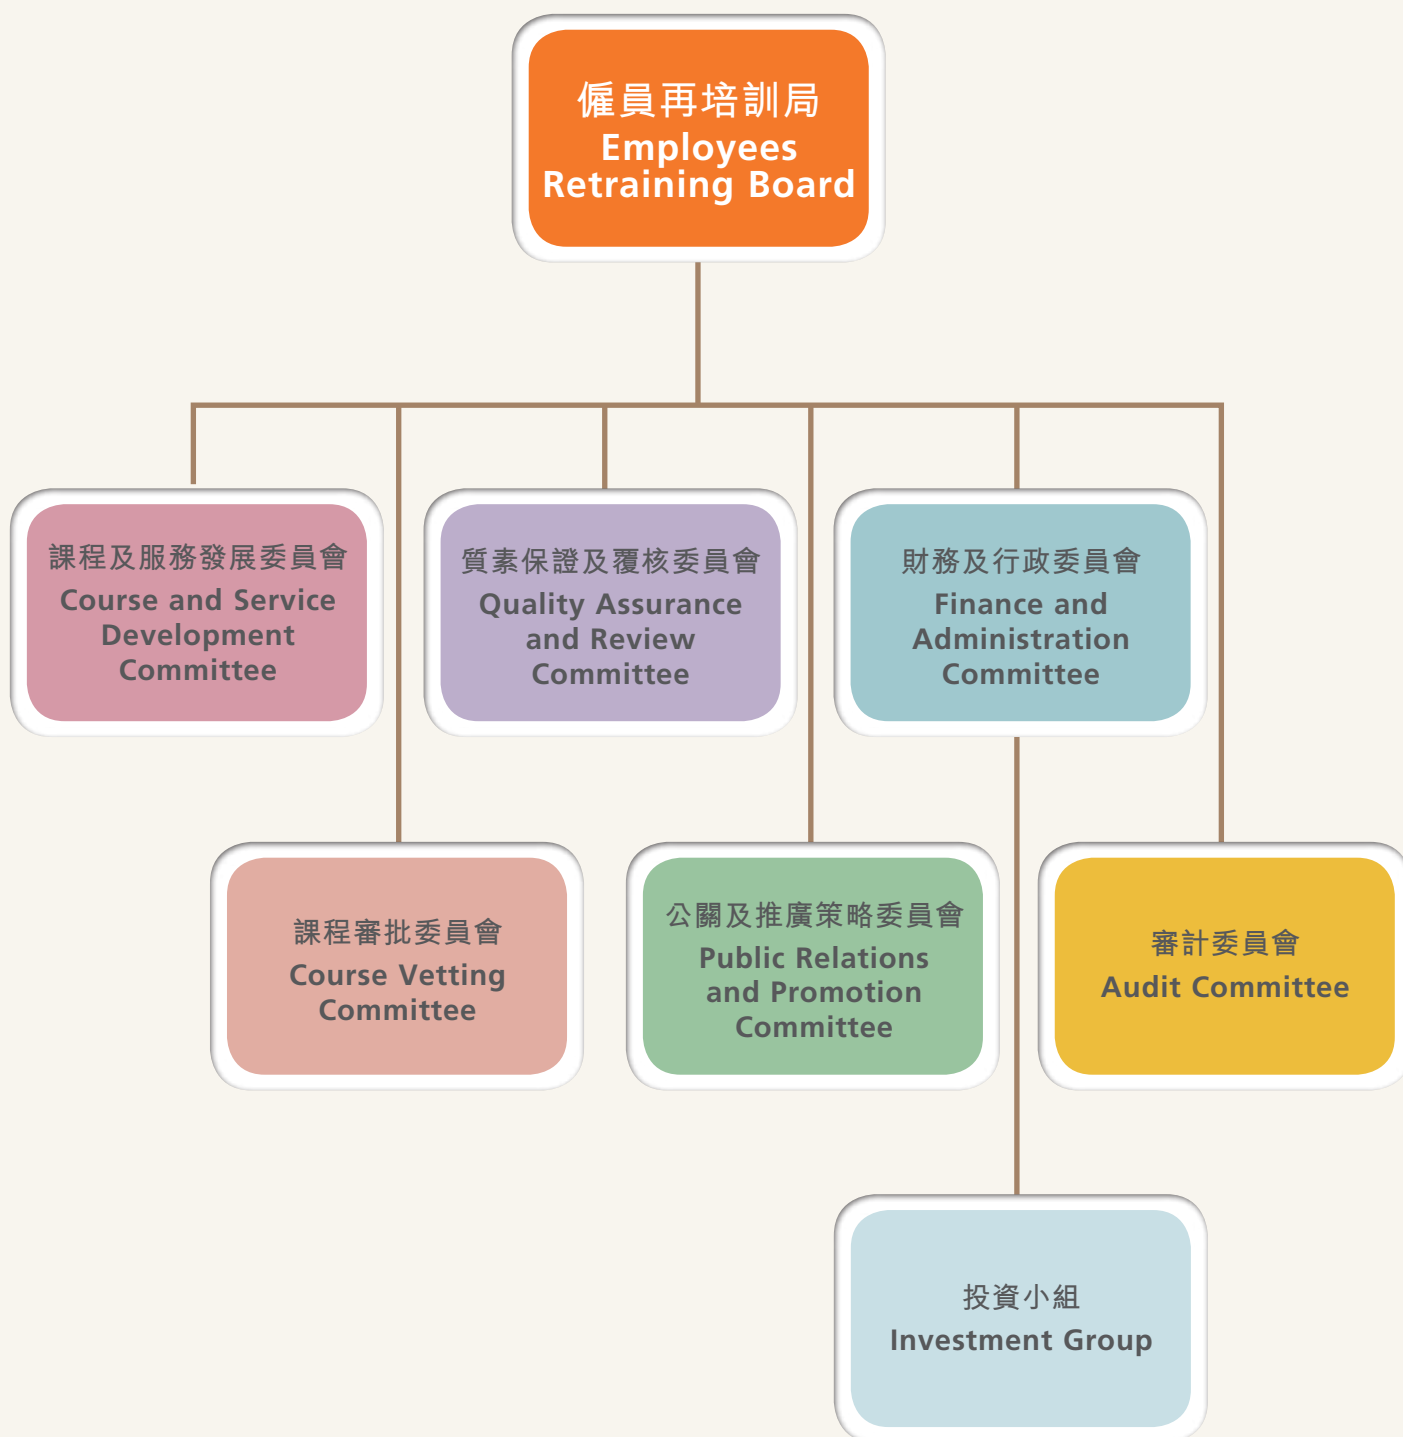 僱員再培訓局
Employees
Retraining Board
課程及服務發展委員會
Course and Service
Development
Committee
質素保證及覆核委員會
Quality Assurance
and Review
Committee
財務及行政委員會
Finance and
Administration
Committee
課程審批委員會
Course Vetting
Committee
公關及推廣策略委員會
Public Relations
and Promotion
Committee
審計委員會
Audit Committee
投資小組
Investment Group